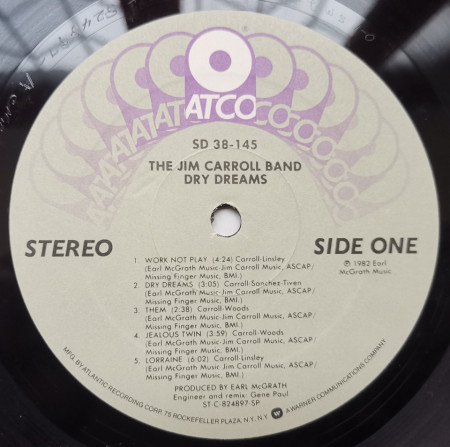 ATCO
SD 38-145
THE JIM CARROLL BAND
DRY DREAMS
STEREO
SIDE ONE
℗ 1982 Earl
McGrath Music
1 WORK NOT PLAY (4:24) Carroll-Linsley
(Earl McGrath Music-Jim Carroll Music, ASCAP/
Missing Finger Music, BMI.)
2. DRY DREAMS (3:05) Carroll-Sanchez-Tiven
(Earl McGrath Music-Jim Carroll Music, ASCAP/
Missing Finger Music, BMI.)
3 THEM (2:38) Carroll-Woods
(Earl McGrath Music-Jim Carroll Music, ASCAP/
Missing Finger Music, BMI.)
4. JEALOUS TWIN (3:59) Carroll-Woods
(Earl McGrath Music-Jim Carroll Music, ASCAP/
Missing Finger Music, BMI.)
5. LORRAINE (6:02) Carroll-Linsley
(Earl McGrath Music-Jim Carroll Music, ASCAP/
Missing Finger Music, BMI.)
PRODUCED BY EARL McGRATH
Engineer and remix: Gene Paul
ST-C-824897-SP
MFG. BY ATLANTIC RECORDING CORP. 75 ROCKEFELLER PLAZA, N.Y., N.Y. A WARNER COMMUNICATIONS COMPANY